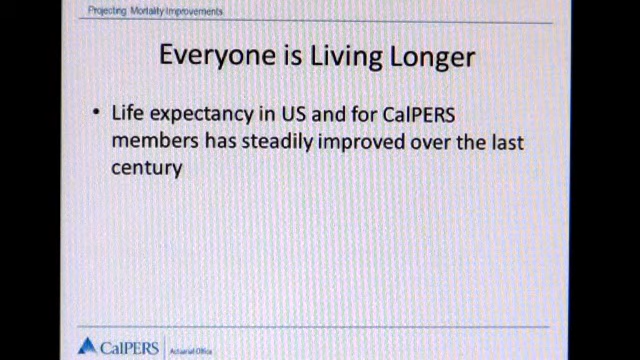 Projecting Mortality Improvements
Everyone is Living Longer
• Life expectancy in US and for CalPERS
members has steadily improved over the last
century
CalPERS
Actuarial Office